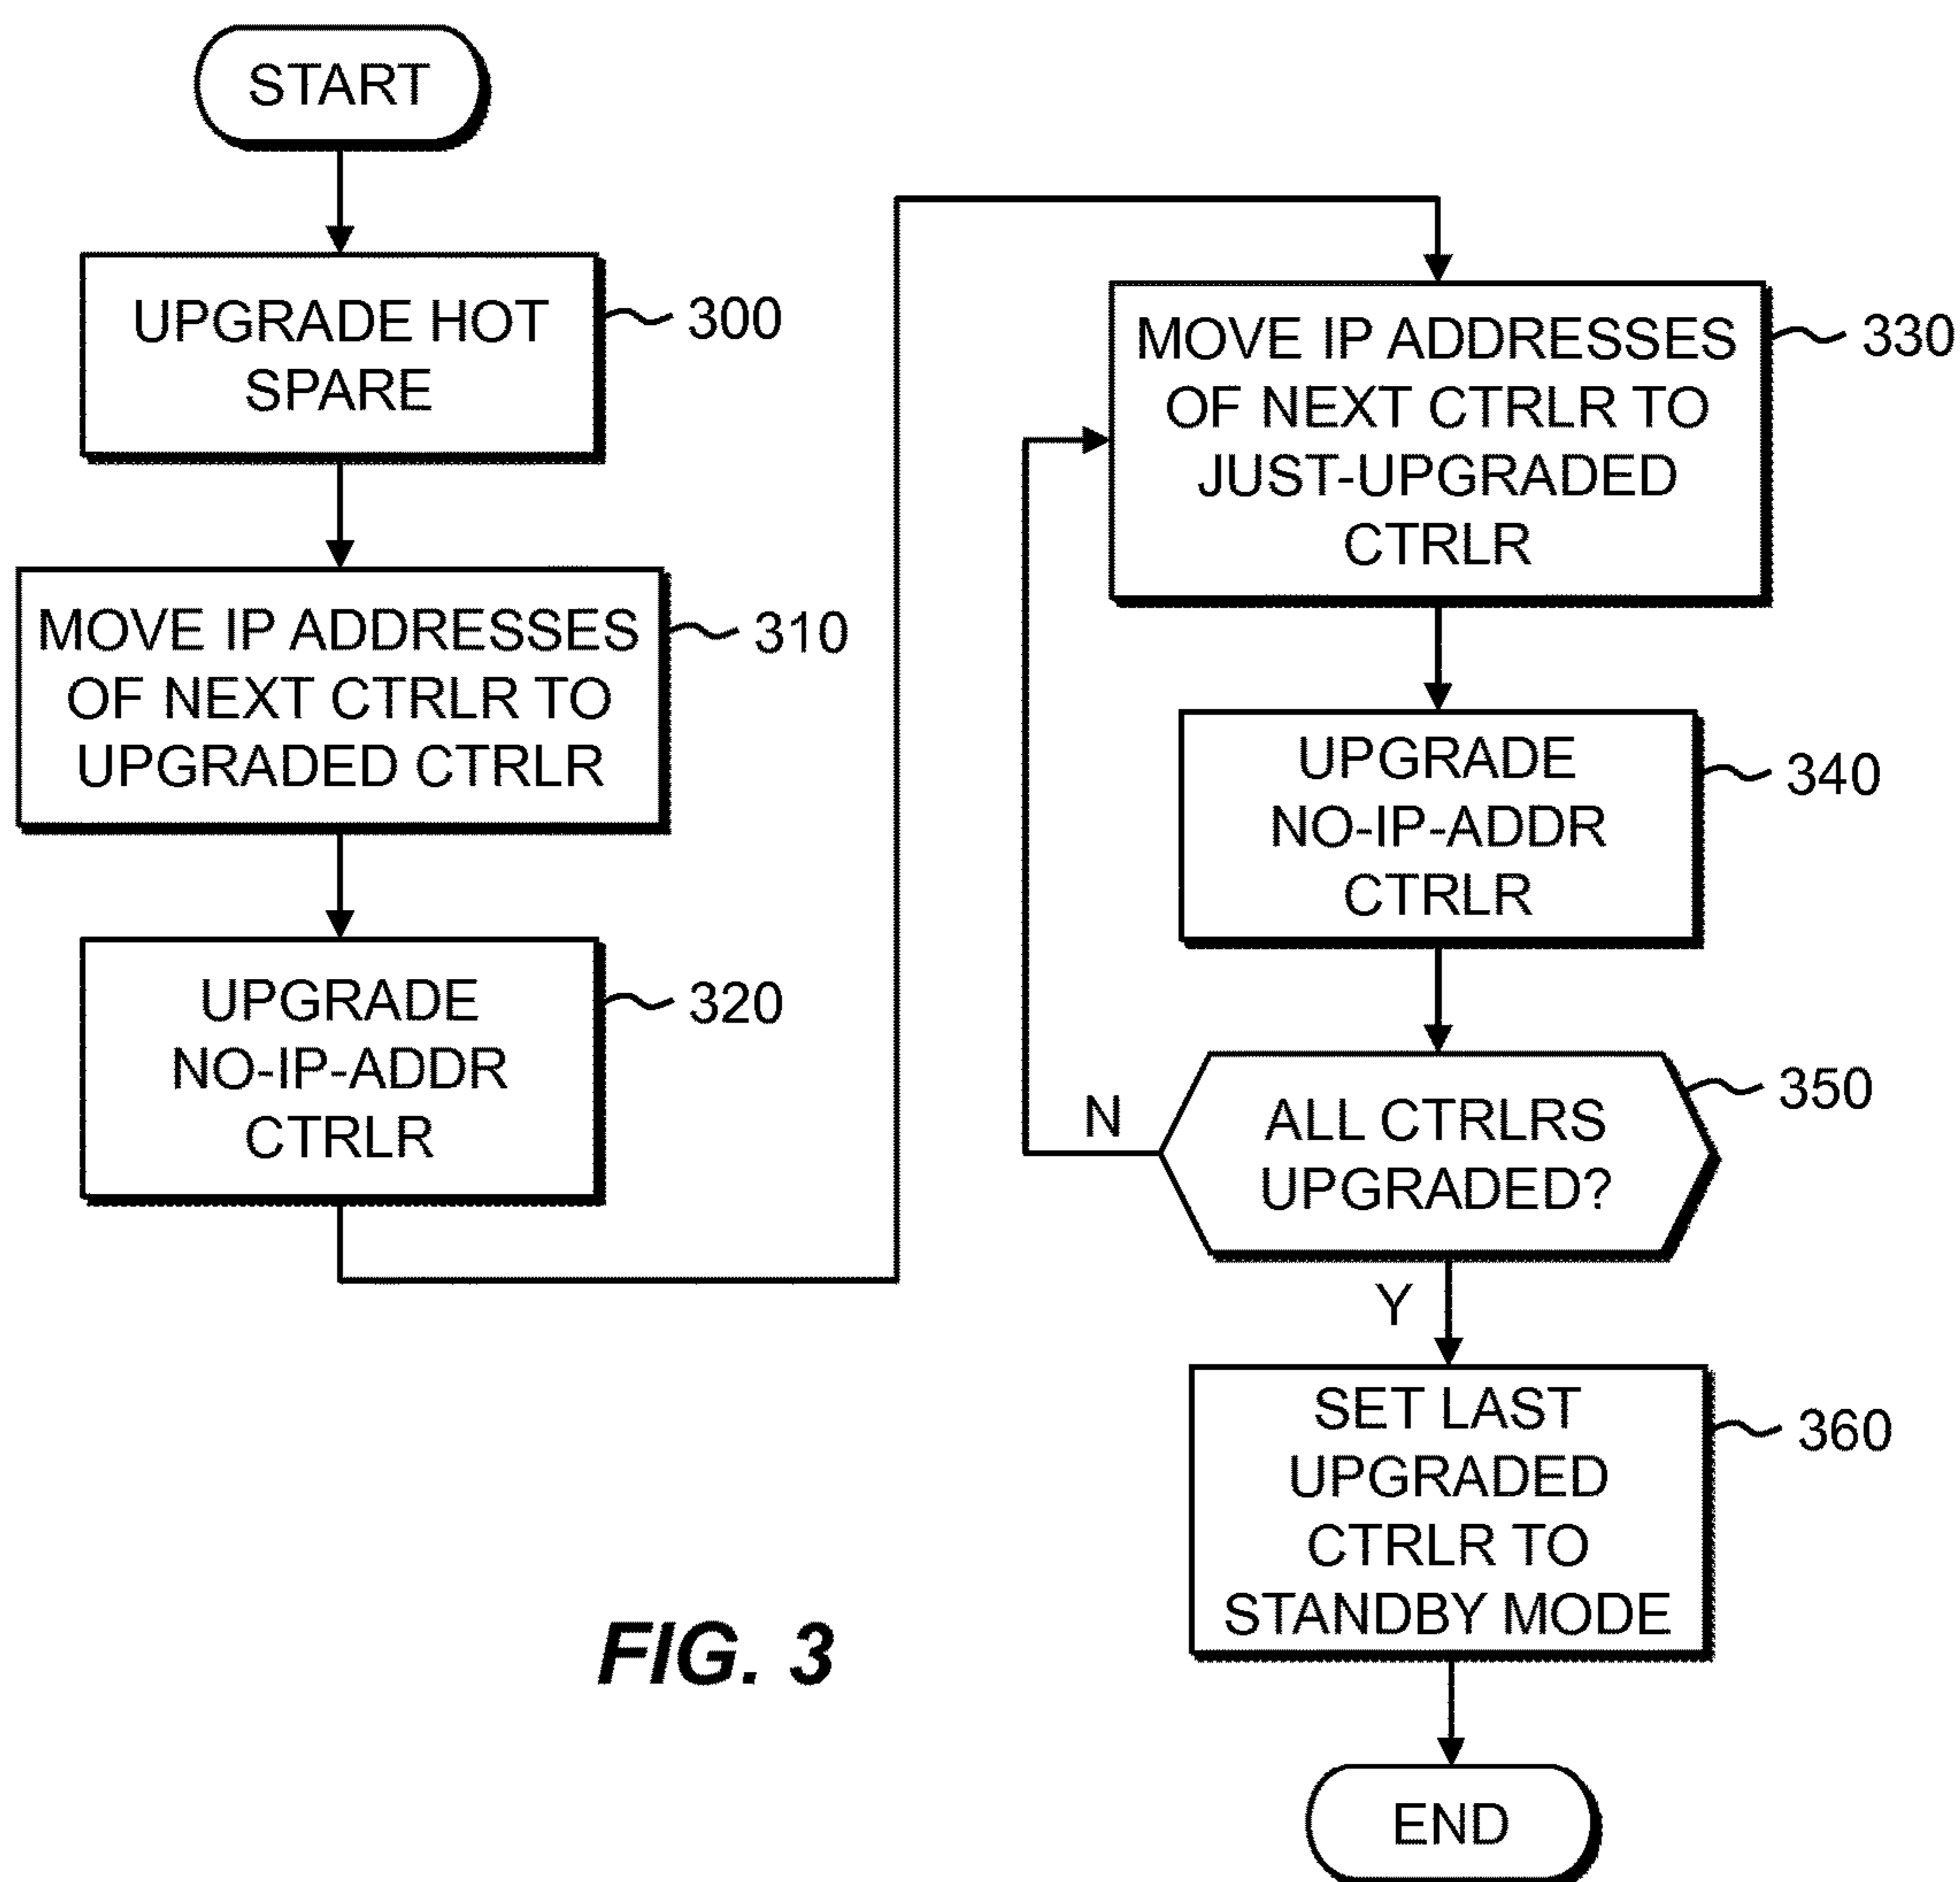 START
UPGRADE HOT
SPARE
300
MOVE IP ADDRESSES
OF NEXT CTRLR TO
UPGRADED CTRLR
310
UPGRADE
NO-IP-ADDR
CTRLR
320
MOVE IP ADDRESSES
OF NEXT CTRLR TO
JUST-UPGRADED
CTRLR
330
UPGRADE
NO-IP-ADDR
CTRLR
340
ALL CTRLRS
UPGRADED?
350
N
Y
SET LAST
UPGRADED
CTRLR TO
STANDBY MODE
360
END
FIG. 3